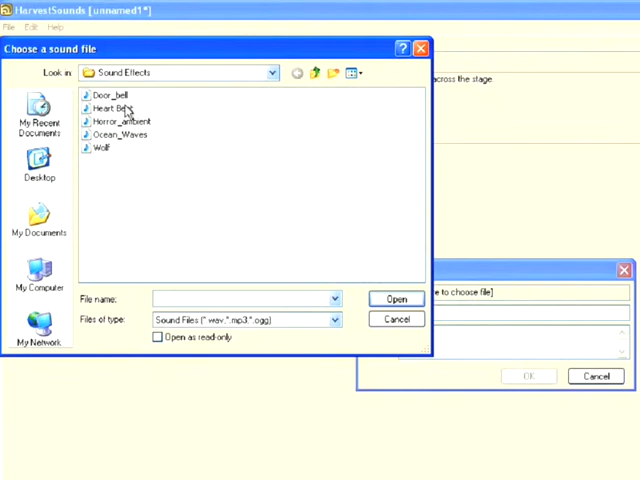 HarvestSounds [unnamed1*]
File Edit Help
Choose a sound file
Look in: Sound Effects
across the stage
Door_bell
Heart
Horror_ambient
Ocean_Waves
Wolf
My Recent
Documents
Desktop
My Documents
My Computer
My Network
File name:
Open
Files of type: Sound Files (*.wav,*.mp3,*.ogg)
Cancel
Open as read-only
e to choose file]
OK Cancel